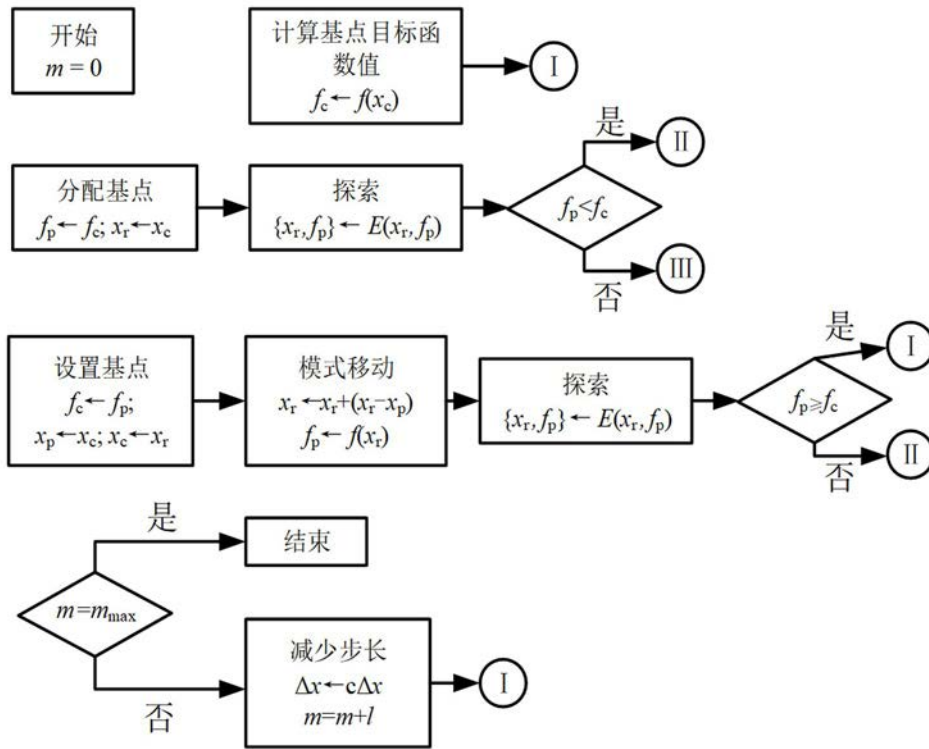 开始
m = 0
计算基点目标函
数值
f_c ← f(x_c)
Ⅰ
分配基点
f_p ← f_c; x_r ← x_c
探索
{x_r, f_p} ← E(x_r, f_p)
f_p < f_c
是
Ⅱ
否
Ⅲ
设置基点
f_c ← f_p;
x_p ← x_c; x_c ← x_r
模式移动
x_r ← x_r + (x_r − x_p)
f_p ← f(x_r)
探索
{x_r, f_p} ← E(x_r, f_p)
f_p ⩾ f_c
是
Ⅰ
否
Ⅱ
m = m_max
是
结束
否
减少步长
Δx ← cΔx
m = m + l
Ⅰ